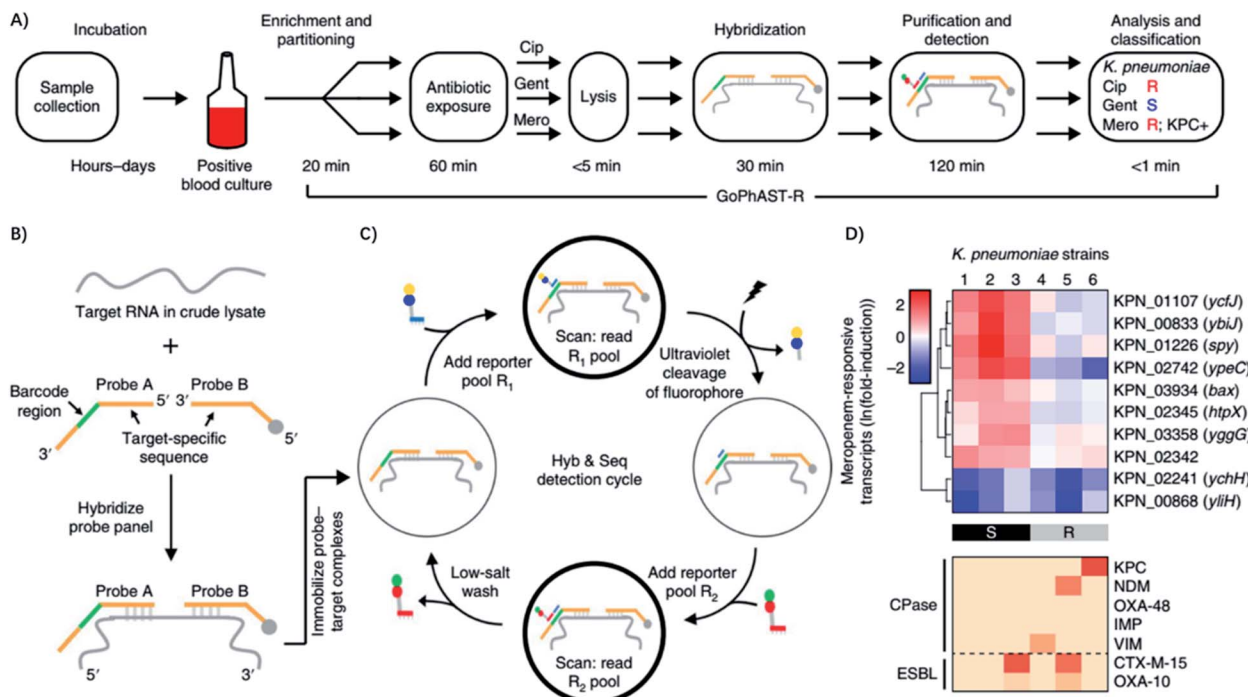 A)
Incubation
Enrichment and
partitioning
Hybridization
Purification and
detection
Analysis and
classification
Sample
collection
Antibiotic
exposure
Cip
Gent
Mero
Lysis
K. pneumoniae
Cip R
Gent S
Mero R; KPC+
Hours–days
Positive
blood culture
20 min
60 min
<5 min
30 min
120 min
<1 min
GoPhAST-R
B)
Target RNA in crude lysate
+
Barcode
region
Probe A
5′
3′
Probe B
3′
Target-specific
sequence
5′
Hybridize
probe panel
Probe A
Probe B
5′
3′
Immobilize probe–
target complexes
C)
Add reporter
pool R1
Scan: read
R1 pool
Ultraviolet
cleavage
of fluorophore
Hyb & Seq
detection cycle
Add reporter
pool R2
Scan: read
R2 pool
Low-salt
wash
D)
K. pneumoniae strains
1 2 3 4 5 6
2
0
−2
Meropenem-responsive
transcripts (ln(fold-induction))
KPN_01107 (ycfJ)
KPN_00833 (ybiJ)
KPN_01226 (spy)
KPN_02742 (ypeC)
KPN_03934 (bax)
KPN_02345 (htpX)
KPN_03358 (yggG)
KPN_02342
KPN_02241 (ychH)
KPN_00868 (yliH)
S
R
CPase
KPC
NDM
OXA-48
IMP
VIM
ESBL
CTX-M-15
OXA-10